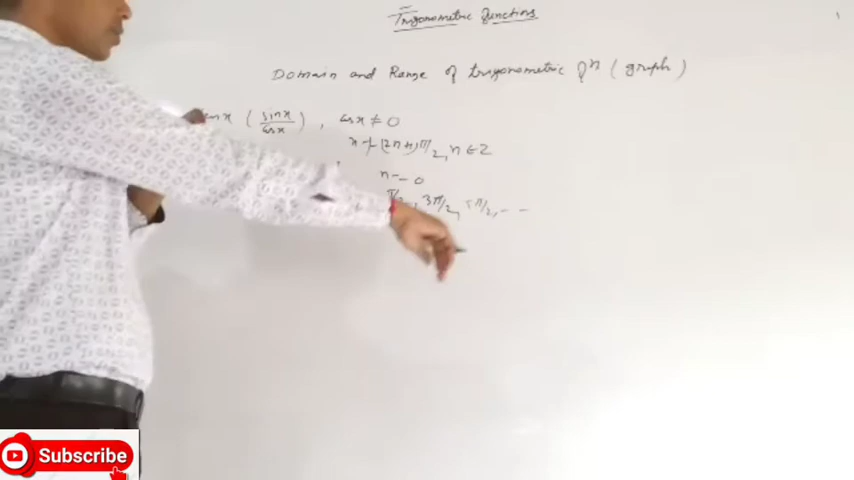 Trigonometric functions
Domain and Range of trigonometric fⁿ (graph)
( sinx/cosx ) , cosx ≠ 0
x ≠ (2n+1)π/2, n ∈ Z
n - 0
π/2, 3π/2, 5π/2, - -
Subscribe